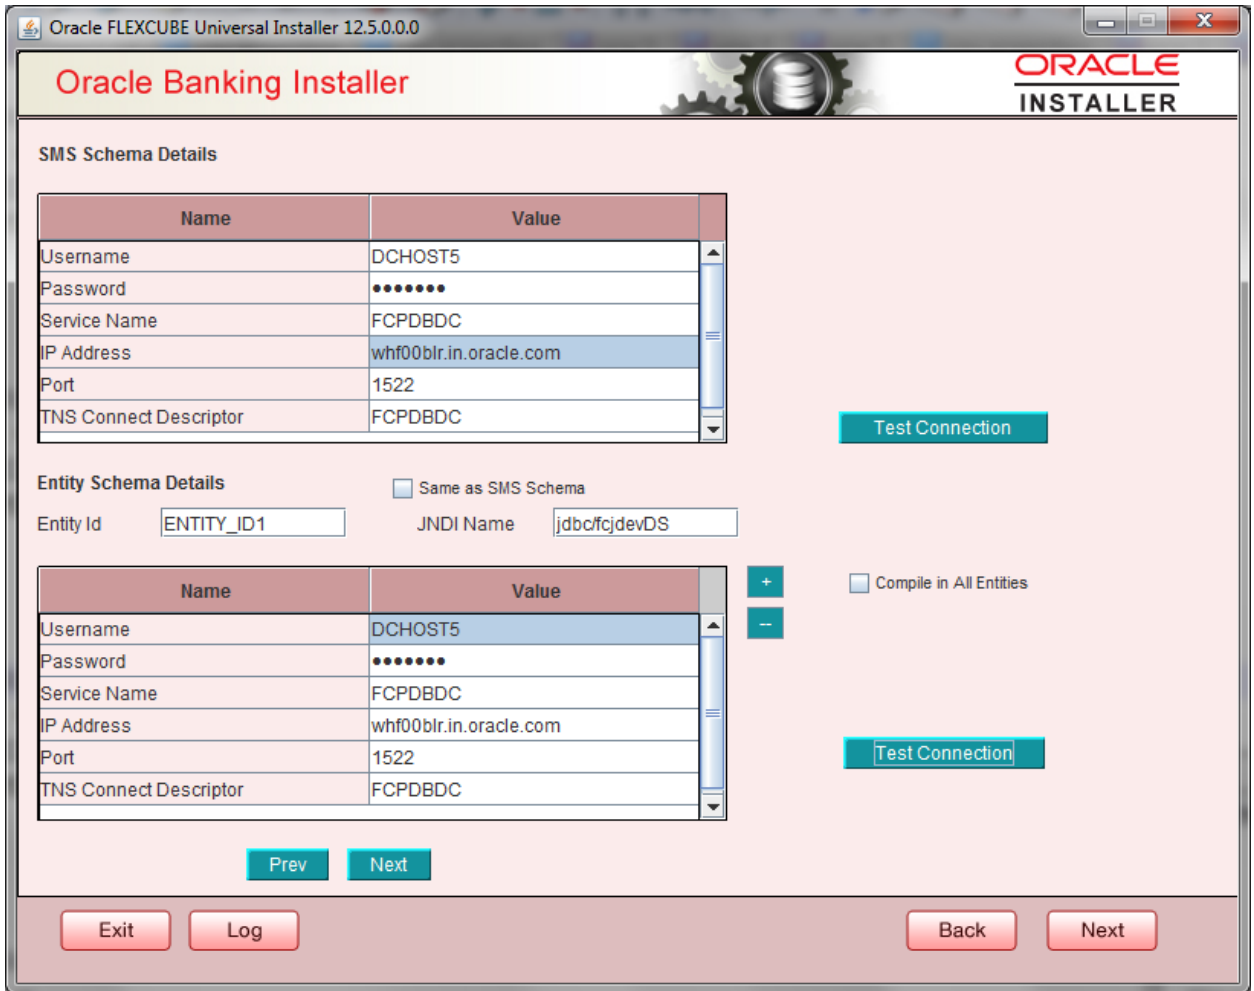 Oracle FLEXCUBE Universal Installer 12.5.0.0.0
Oracle Banking Installer
ORACLE
INSTALLER
SMS Schema Details
Name Value
Username DCHOST5
Password •••••••
Service Name FCPDBDC
IP Address whf00blr.in.oracle.com
Port 1522
TNS Connect Descriptor FCPDBDC
Test Connection
Entity Schema Details Same as SMS Schema
Entity Id ENTITY_ID1 JNDI Name jdbc/fcjdevDS
Name Value + Compile in All Entities
Username DCHOST5 --
Password •••••••
Service Name FCPDBDC
IP Address whf00blr.in.oracle.com
Port 1522
Test Connection
TNS Connect Descriptor FCPDBDC
Prev Next
Exit Log Back Next